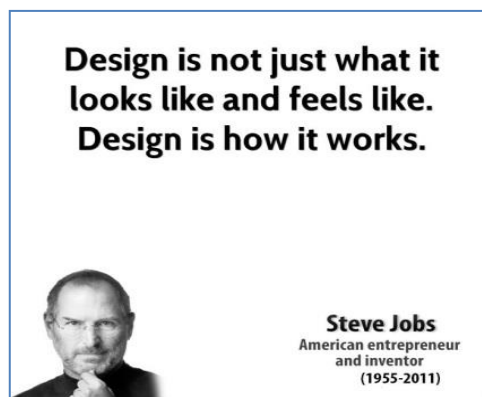 Design is not just what it
looks like and feels like.
Design is how it works.
Steve Jobs
American entrepreneur
and inventor
(1955-2011)